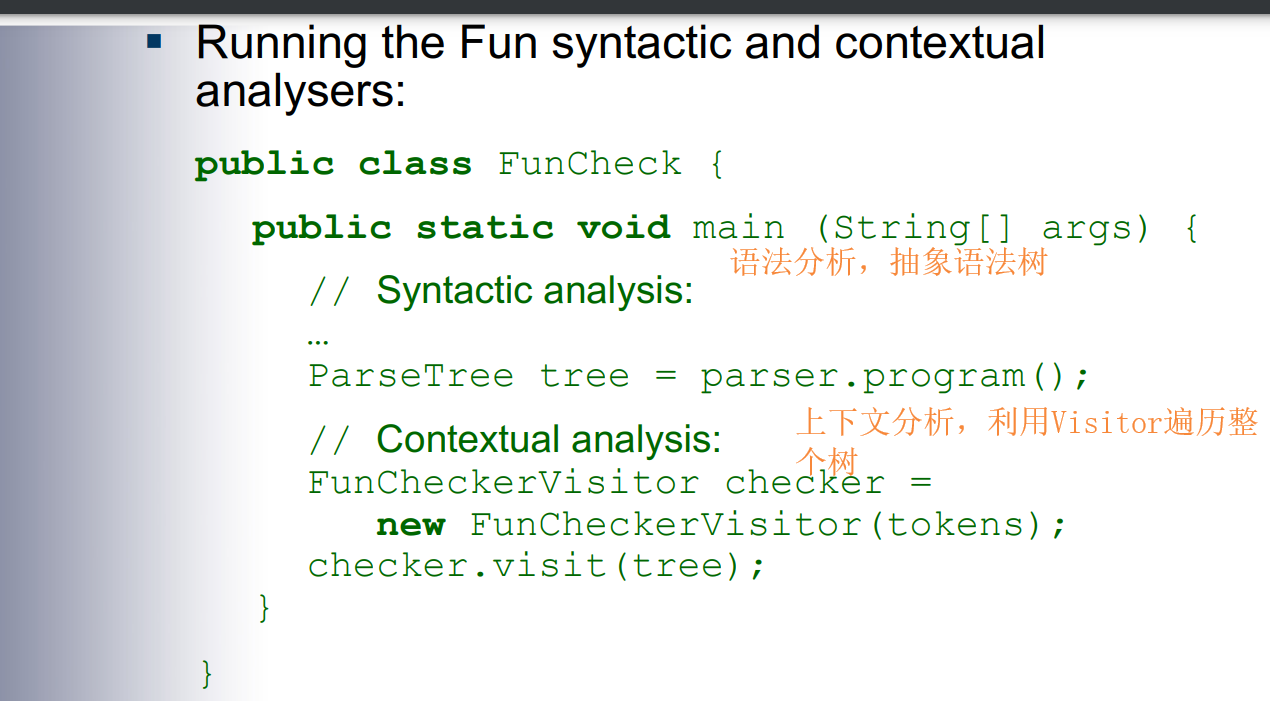 ▪ Running the Fun syntactic and contextual
analysers:
public class FunCheck {
public static void main (String[] args) {
语法分析，抽象语法树
// Syntactic analysis:
…
ParseTree tree = parser.program();
上下文分析，利用Visitor遍历整
个树
// Contextual analysis:
FunCheckerVisitor checker =
new FunCheckerVisitor(tokens);
checker.visit(tree);
}
}